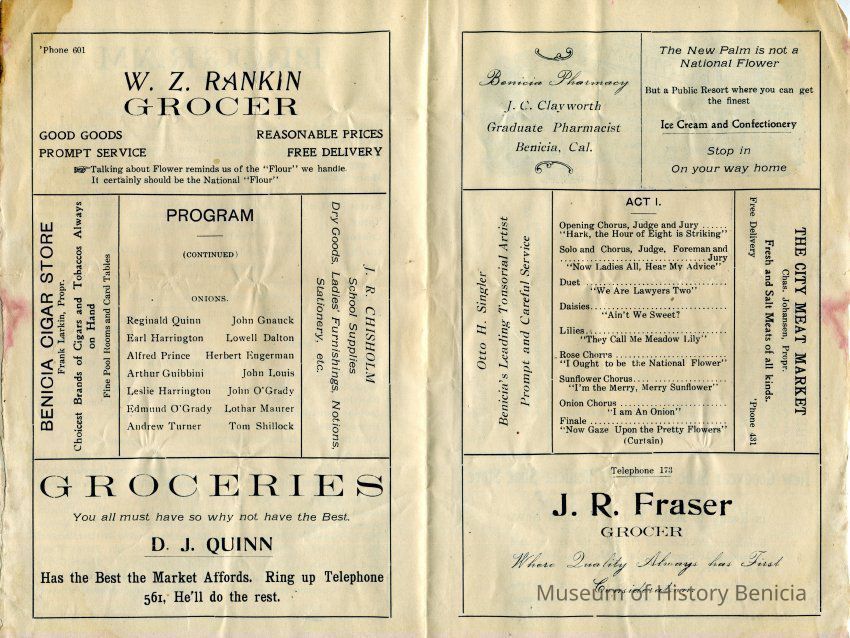 'Phone 601
W. Z. RANKIN
GROCER
GOOD GOODS REASONABLE PRICES
PROMPT SERVICE FREE DELIVERY
Talking about Flower reminds us of the "Flour" we handle.
It certainly should be the National "Flour"
BENICIA CIGAR STORE
Frank Larkin, Propr.
Choicest Brands of Cigars and Tobaccos Always
on Hand
Fine Pool Rooms and Card Tables
PROGRAM
(CONTINUED)
ONIONS.
Reginald Quinn John Gnauck
Earl Harrington Lowell Dalton
Alfred Prince Herbert Engerman
Arthur Guibbini John Louis
Leslie Harrington John O'Grady
Edmund O'Grady Lothar Maurer
Andrew Turner Tom Shillock
J. R. CHISHOLM
School Supplies
Dry Goods, Ladies' Furnishings, Notions,
Stationery, etc.
GROCERIES
You all must have so why not have the Best.
D. J. QUINN
Has the Best the Market Affords. Ring up Telephone
561, He'll do the rest.
Benicia Pharmacy
J. C. Clayworth
Graduate Pharmacist
Benicia, Cal.
The New Palm is not a
National Flower
But a Public Resort where you can get
the finest
Ice Cream and Confectionery
Stop in
On your way home
Otto H. Singler
Benicia's Leading Tonsorial Artist
Prompt and Careful Service
ACT I.
Opening Chorus, Judge and Jury ......
"Hark, the Hour of Eight is Striking"
Solo and Chorus, Judge, Foreman and
Jury
"Now Ladies All, Hear My Advice"
Duet
"We Are Lawyers Two"
Daisies
"Ain't We Sweet?
Lilies
"They Call Me Meadow Lily"
Rose Chorus
"I Ought to be the National Flower"
Sunflower Chorus
"I'm the Merry, Merry Sunflower"
Onion Chorus
"I am An Onion"
Finale
"Now Gaze Upon the Pretty Flowers"
(Curtain)
THE CITY MEAT MARKET
Chas. Johansen, Propr.
Fresh and Salt Meats of all kinds.
Free Delivery 'Phone 431
Telephone 173
J. R. Fraser
GROCER
Where Quality Always has First
Consideration
Museum of History Benicia